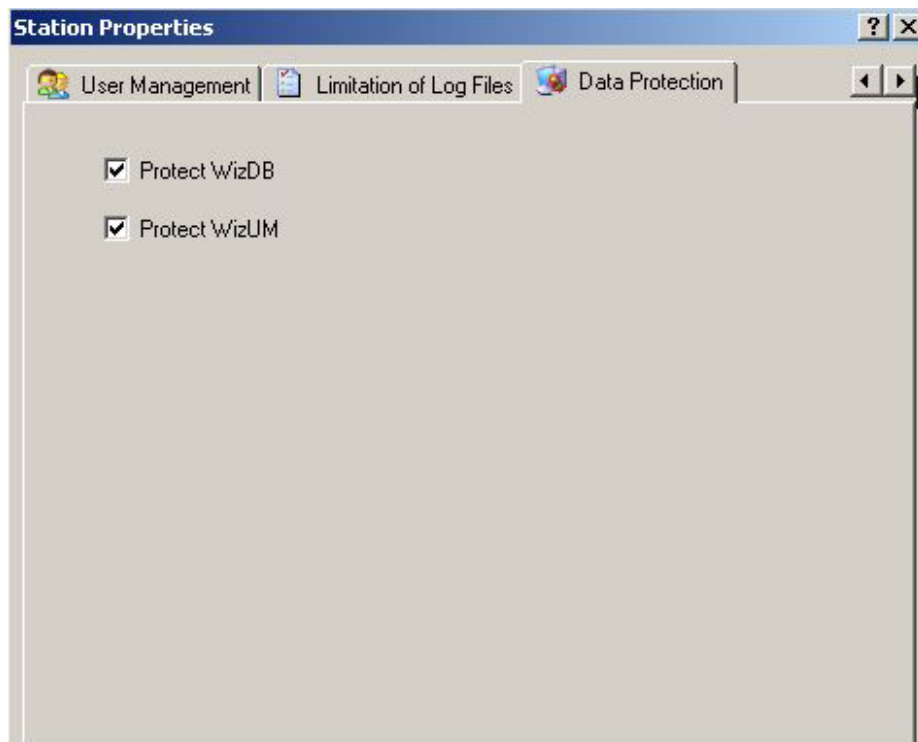 Station Properties
User Management Limitation of Log Files Data Protection
Protect WizDB
Protect WizUM